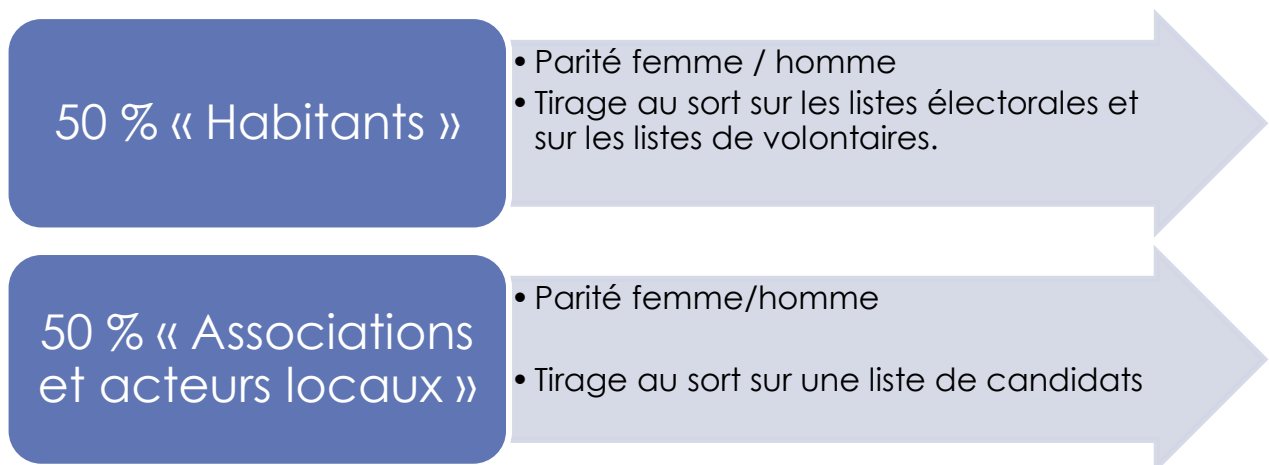 50 % « Habitants »
• Parité femme / homme
• Tirage au sort sur les listes électorales et
sur les listes de volontaires.
50 % « Associations
et acteurs locaux »
• Parité femme/homme
• Tirage au sort sur une liste de candidats